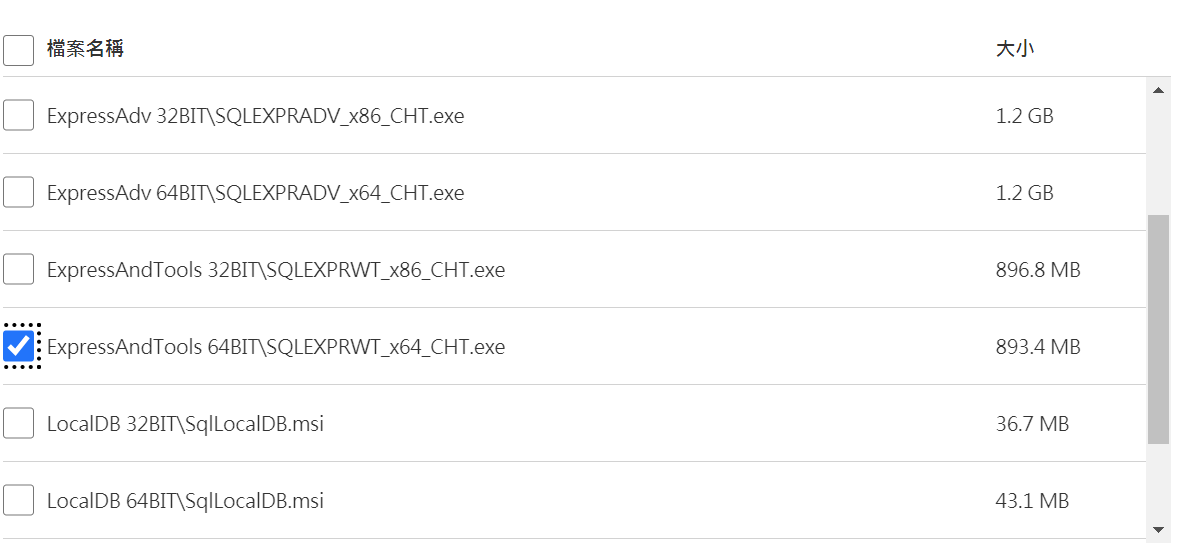 檔案名稱 大小
ExpressAdv 32BIT\SQLEXPRADV_x86_CHT.exe 1.2 GB
ExpressAdv 64BIT\SQLEXPRADV_x64_CHT.exe 1.2 GB
ExpressAndTools 32BIT\SQLEXPRWT_x86_CHT.exe 896.8 MB
ExpressAndTools 64BIT\SQLEXPRWT_x64_CHT.exe 893.4 MB
LocalDB 32BIT\SqlLocalDB.msi 36.7 MB
LocalDB 64BIT\SqlLocalDB.msi 43.1 MB